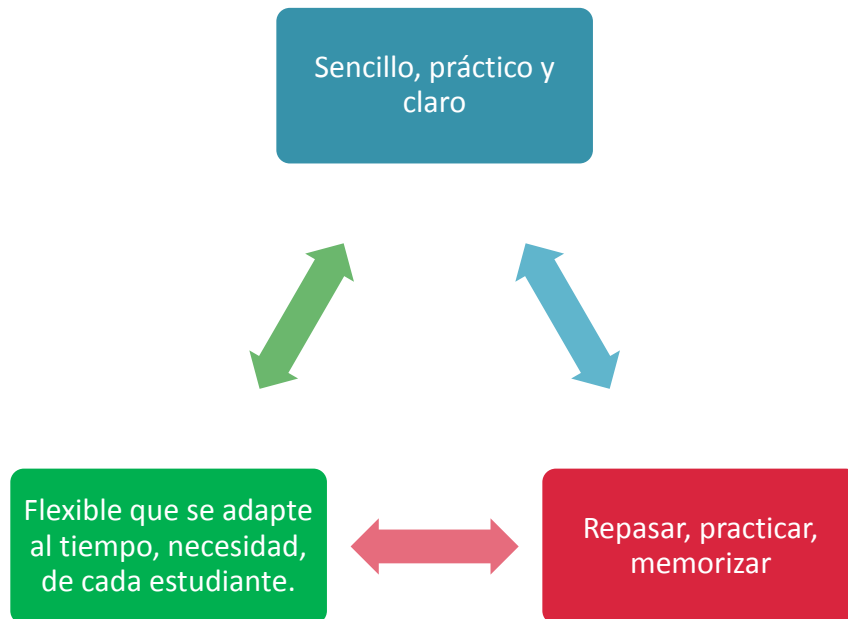 Sencillo, práctico y
claro
Flexible que se adapte
al tiempo, necesidad,
de cada estudiante.
Repasar, practicar,
memorizar